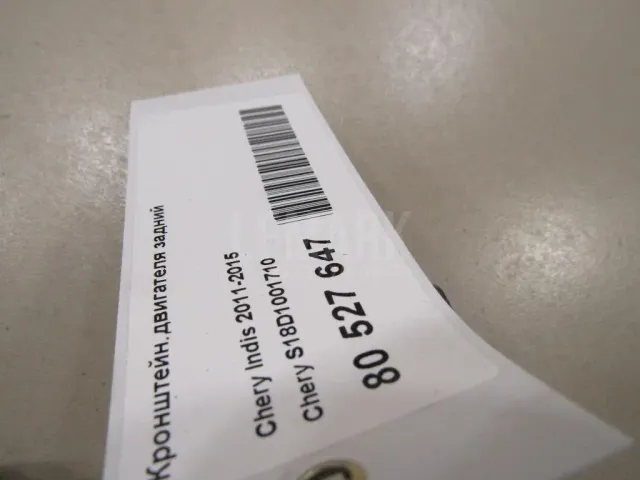 Кронштейн. двигателя задний
Chery Indis 2011-2015
Chery S18D1001710
80 527 647